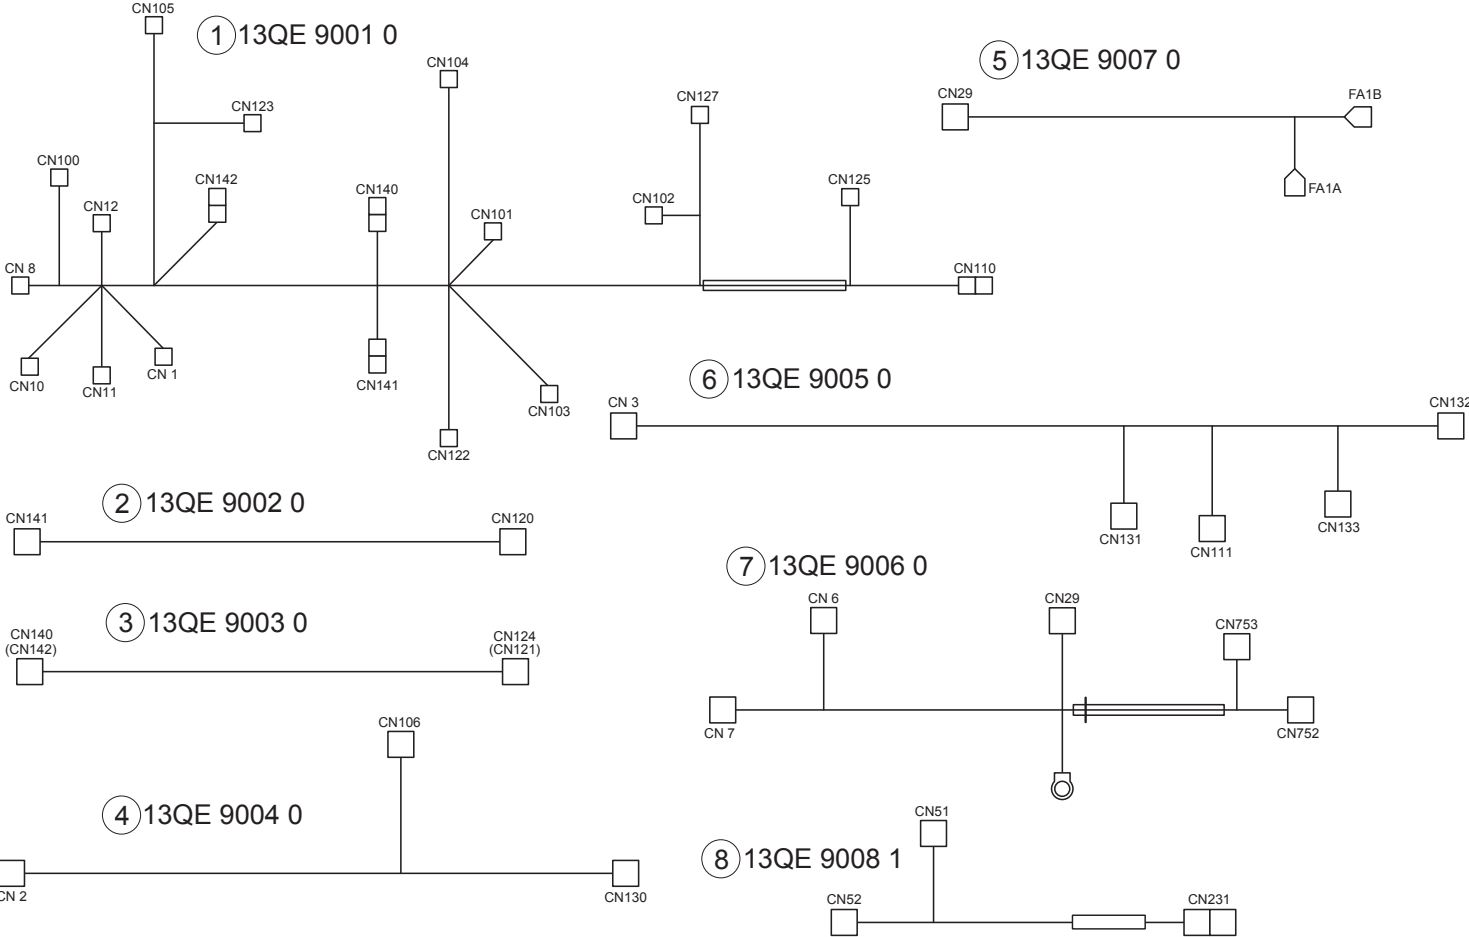 CN105
1 13QE 9001 0
CN104
CN123
CN127
CN100
CN142
CN140
CN125
CN12
CN102
CN101
CN 8
CN110
CN10
CN11
CN 1
CN141
CN103
CN122
5 13QE 9007 0
CN29
FA1B
FA1A
2 13QE 9002 0
CN141
CN120
6 13QE 9005 0
CN 3
CN132
CN131
CN111
CN133
3 13QE 9003 0
CN140
(CN142)
CN124
(CN121)
7 13QE 9006 0
CN 6
CN29
CN753
CN 7
CN752
4 13QE 9004 0
CN106
CN 2
CN130
8 13QE 9008 1
CN51
CN52
CN231